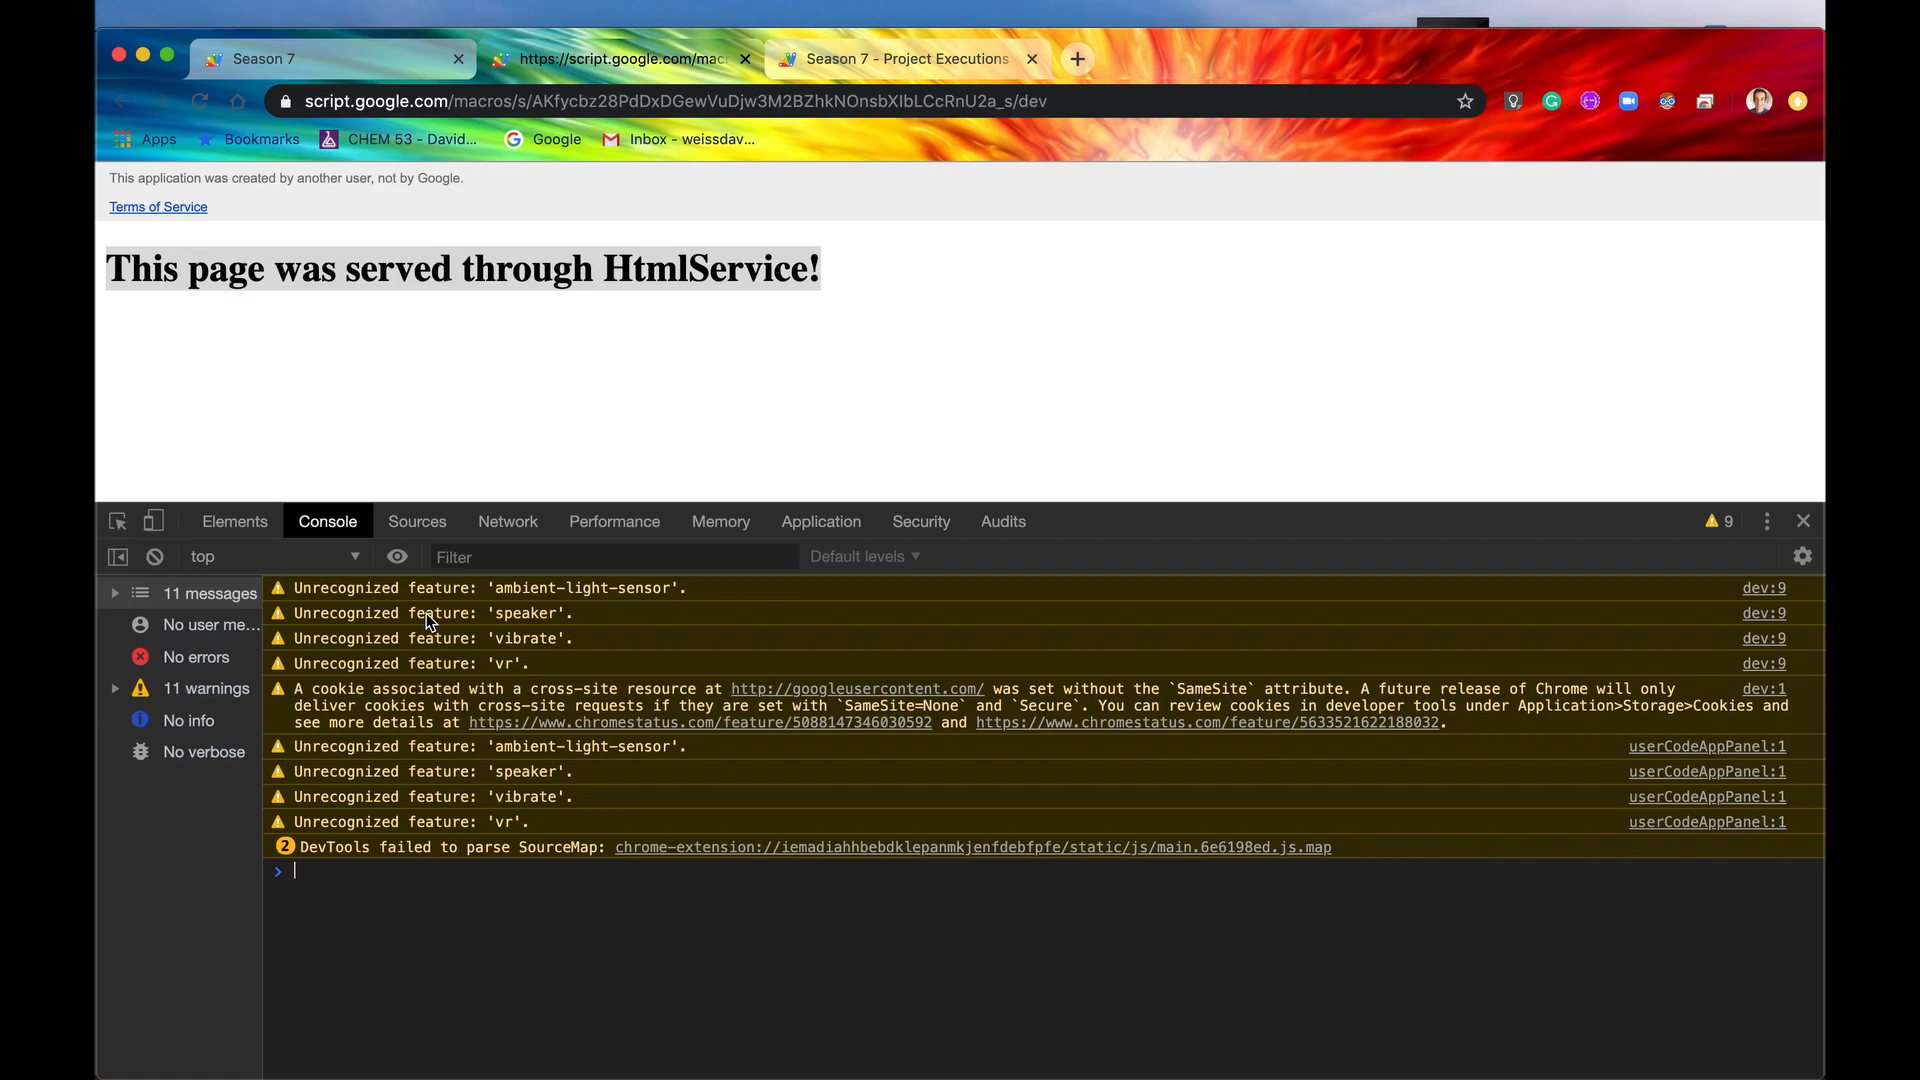 Season 7
https://script.google.com/mac
Season 7 - Project Executions
script.google.com/macros/s/AKfycbz28PdDxDGewVuDjw3M2BZhkNOnsbXIbLCcRnU2a_s/dev
Apps Bookmarks CHEM 53 - David... Google Inbox - weissdav...
This application was created by another user, not by Google.
Terms of Service
This page was served through HtmlService!
Elements Console Sources Network Performance Memory Application Security Audits 9
top Filter Default levels
11 messages
No user me...
No errors
11 warnings
No info
No verbose
Unrecognized feature: 'ambient-light-sensor'. dev:9
Unrecognized feature: 'speaker'. dev:9
Unrecognized feature: 'vibrate'. dev:9
Unrecognized feature: 'vr'. dev:9
A cookie associated with a cross-site resource at http://googleusercontent.com/ was set without the `SameSite` attribute. A future release of Chrome will only dev:1
deliver cookies with cross-site requests if they are set with `SameSite=None` and `Secure`. You can review cookies in developer tools under Application>Storage>Cookies and
see more details at https://www.chromestatus.com/feature/5088147346030592 and https://www.chromestatus.com/feature/5633521622188032.
Unrecognized feature: 'ambient-light-sensor'. userCodeAppPanel:1
Unrecognized feature: 'speaker'. userCodeAppPanel:1
Unrecognized feature: 'vibrate'. userCodeAppPanel:1
Unrecognized feature: 'vr'. userCodeAppPanel:1
2 DevTools failed to parse SourceMap: chrome-extension://iemadiahhbebdklepanmkjenfdebfpfe/static/js/main.6e6198ed.js.map